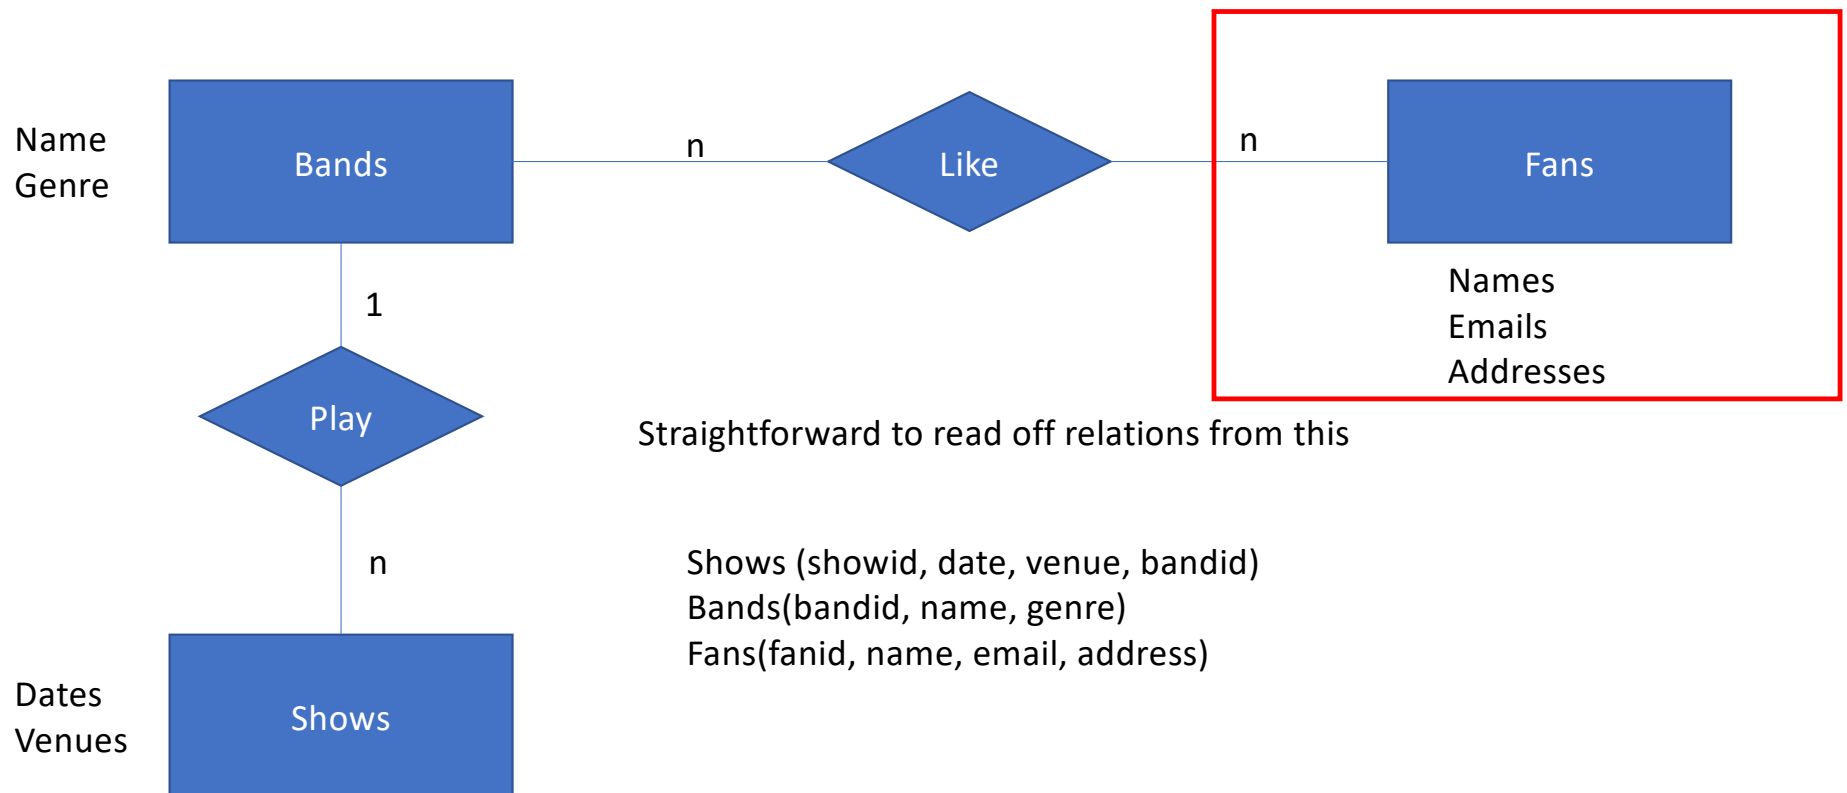 Name
Genre
Bands
n
Like
n
Fans
Names
Emails
Addresses
1
Play
Straightforward to read off relations from this
n
Shows (showid, date, venue, bandid)
Bands(bandid, name, genre)
Fans(fanid, name, email, address)
Dates
Venues
Shows